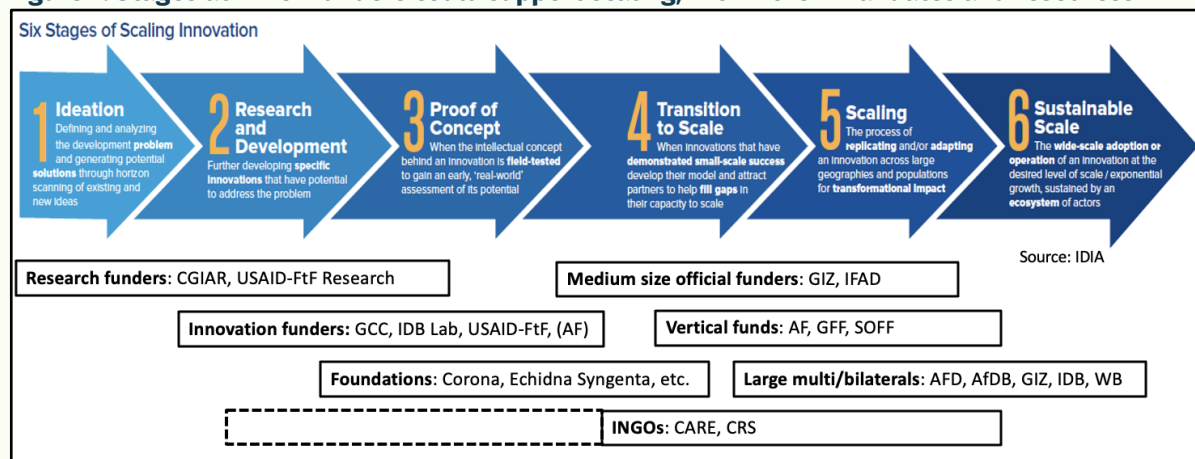 Six Stages of Scaling Innovation
1 Ideation
Defining and analyzing
the development problem
and generating potential
solutions through horizon
scanning of existing and
new ideas
2 Research
and
Development
Further developing specific
innovations that have potential
to address the problem
3 Proof of
Concept
When the intellectual concept
behind an innovation is field-tested
to gain an early, 'real-world'
assessment of its potential
4 Transition
to Scale
When innovations that have
demonstrated small-scale success
develop their model and attract
partners to help fill gaps in
their capacity to scale
5 Scaling
The process of
replicating and/or adapting
an innovation across large
geographies and populations
for transformational impact
6 Sustainable
Scale
The wide-scale adoption or
operation of an innovation at the
desired level of scale / exponential
growth, sustained by an
ecosystem of actors
Source: IDIA
Research funders: CGIAR, USAID-FtF Research
Medium size official funders: GIZ, IFAD
Innovation funders: GCC, IDB Lab, USAID-FtF, (AF)
Vertical funds: AF, GFF, SOFF
Foundations: Corona, Echidna Syngenta, etc.
Large multi/bilaterals: AFD, AfDB, GIZ, IDB, WB
INGOs: CARE, CRS